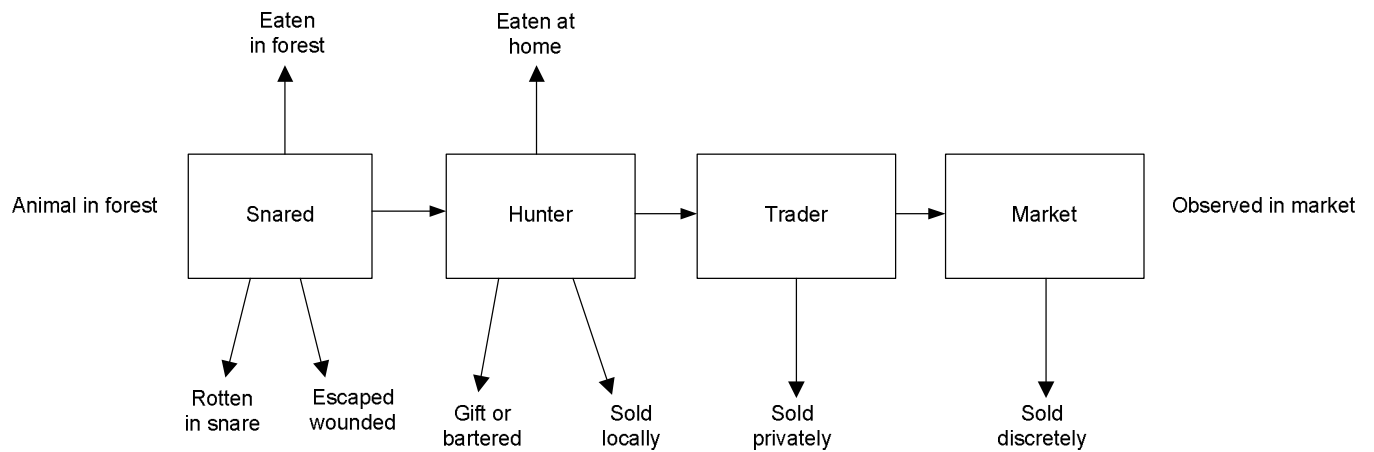 Eaten
in forest
Eaten at
home
Animal in forest
Snared
Hunter
Trader
Market
Observed in market
Rotten
in snare
Escaped
wounded
Gift or
bartered
Sold
locally
Sold
privately
Sold
discretely